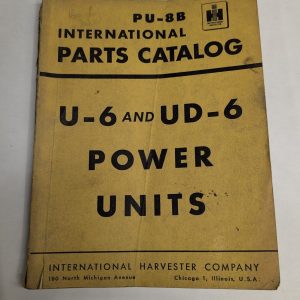 PU-8B
INTERNATIONAL
PARTS CATALOG
U-6 AND UD-6
POWER
UNITS
INTERNATIONAL HARVESTER COMPANY
180 North Michigan Avenue Chicago 1, Illinois, U.S.A.